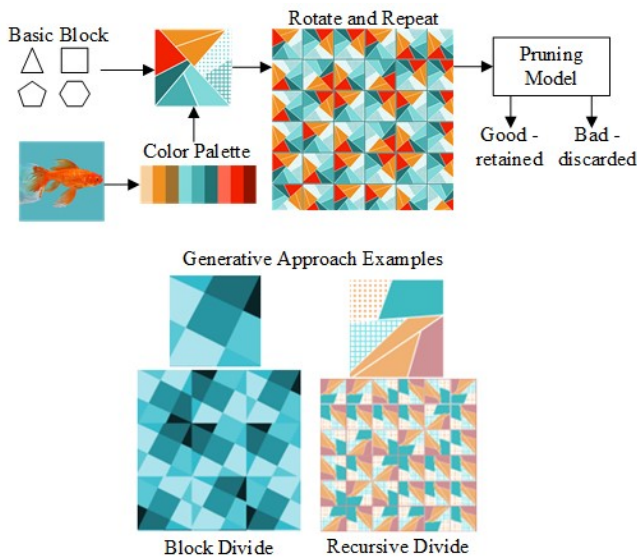 Basic Block
Rotate and Repeat
Pruning
Model
Good -
retained
Bad -
discarded
Color Palette
Generative Approach Examples
Block Divide
Recursive Divide